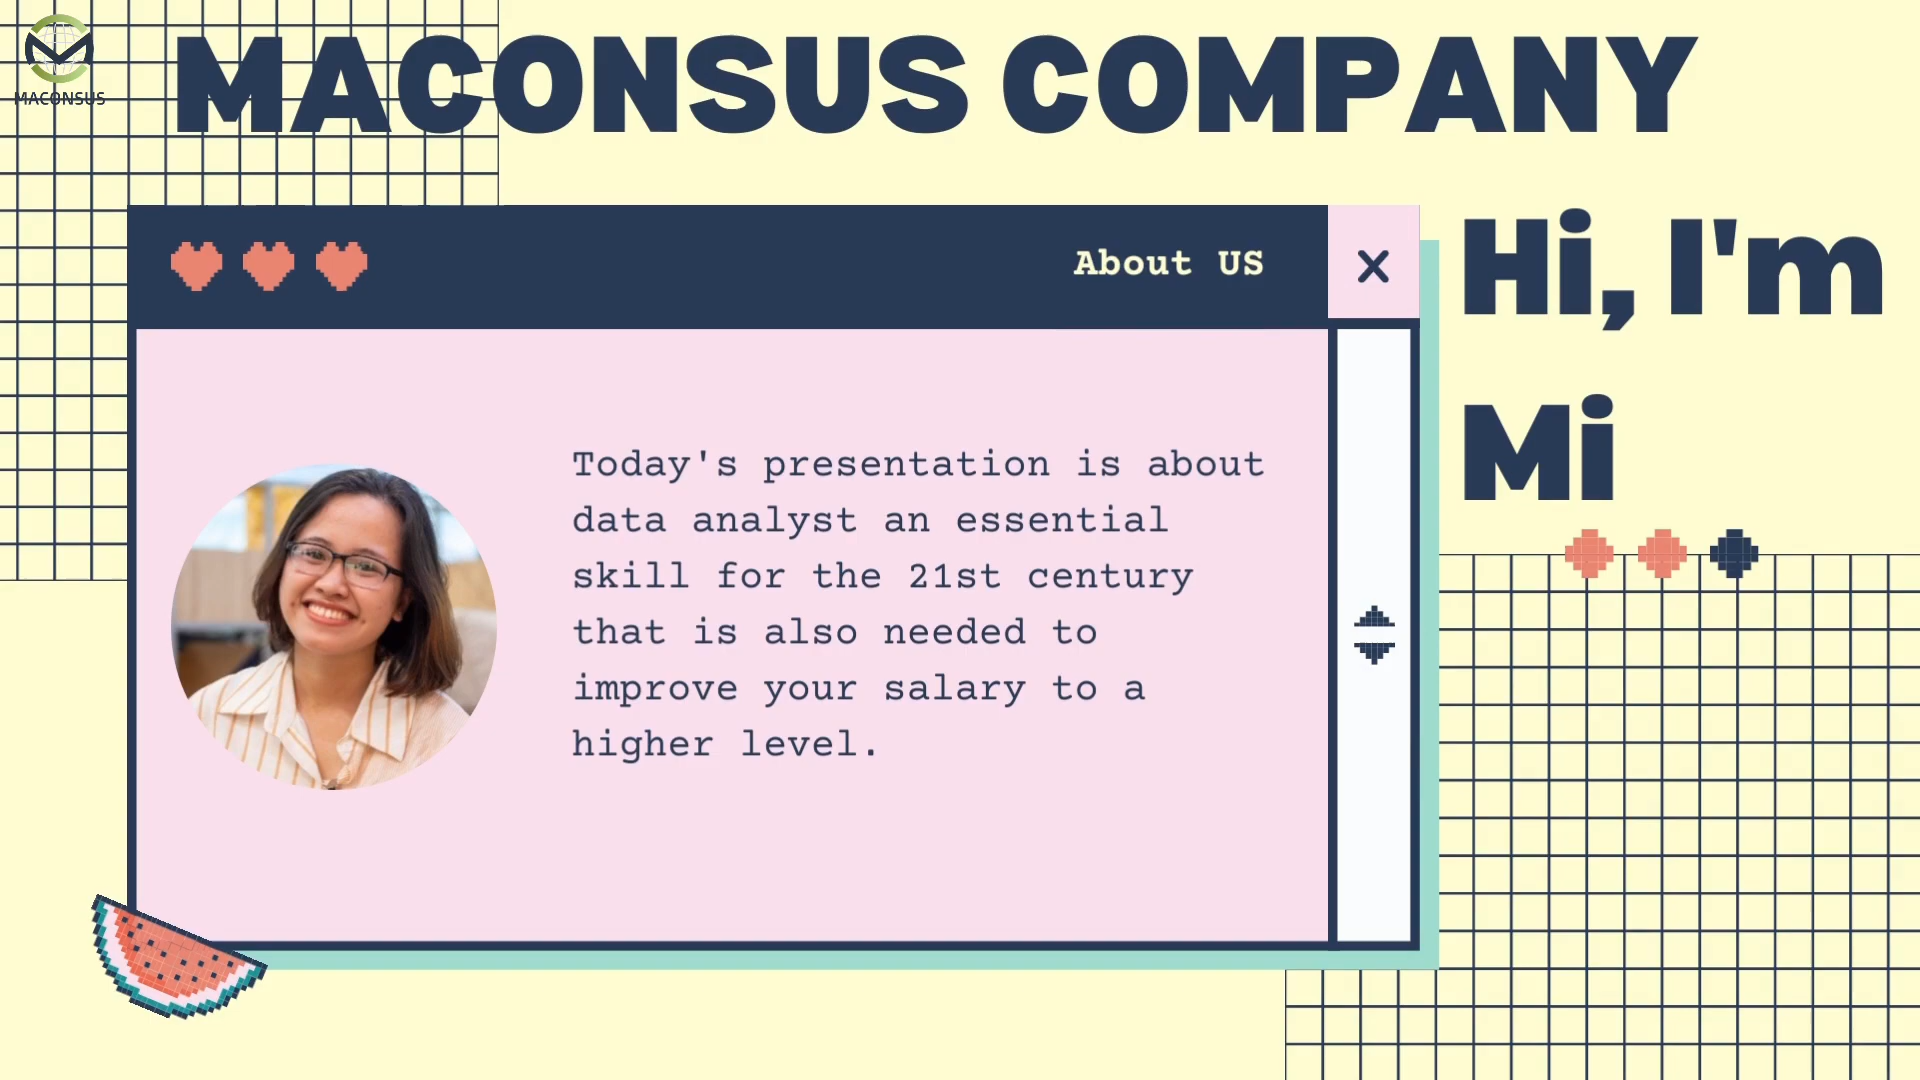 MACONSUS
MACONSUS COMPANY
About US
X
Hi, I'm
Mi
Today's presentation is about
data analyst an essential
skill for the 21st century
that is also needed to
improve your salary to a
higher level.